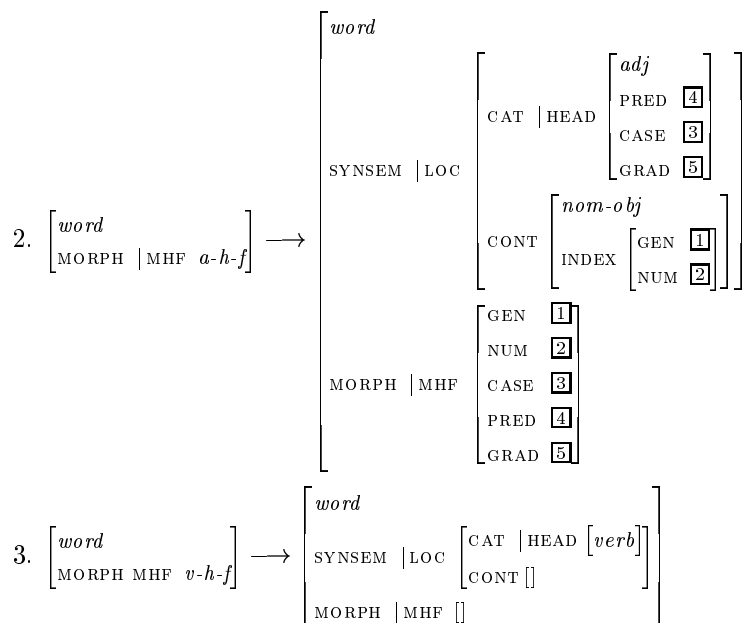 word
adj
PRED 4
CAT | HEAD
CASE 3
GRAD 5
SYNSEM | LOC
nom-obj
2. word
MORPH | MHF a-h-f
→
CONT
INDEX
GEN 1
NUM 2
GEN 1
NUM 2
MORPH | MHF
CASE 3
PRED 4
GRAD 5
word
3. word
MORPH MHF v-h-f
→
SYNSEM | LOC
CAT | HEAD [verb]
CONT []
MORPH | MHF []